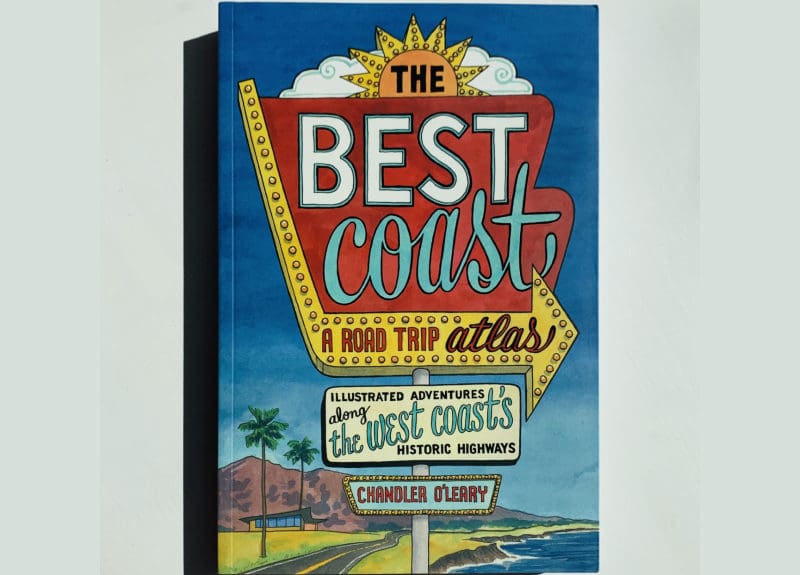 THE
BEST
coast
A ROAD TRIP atlas
ILLUSTRATED ADVENTURES
along
the WEST COAST'S
HISTORIC HIGHWAYS
CHANDLER O'LEARY